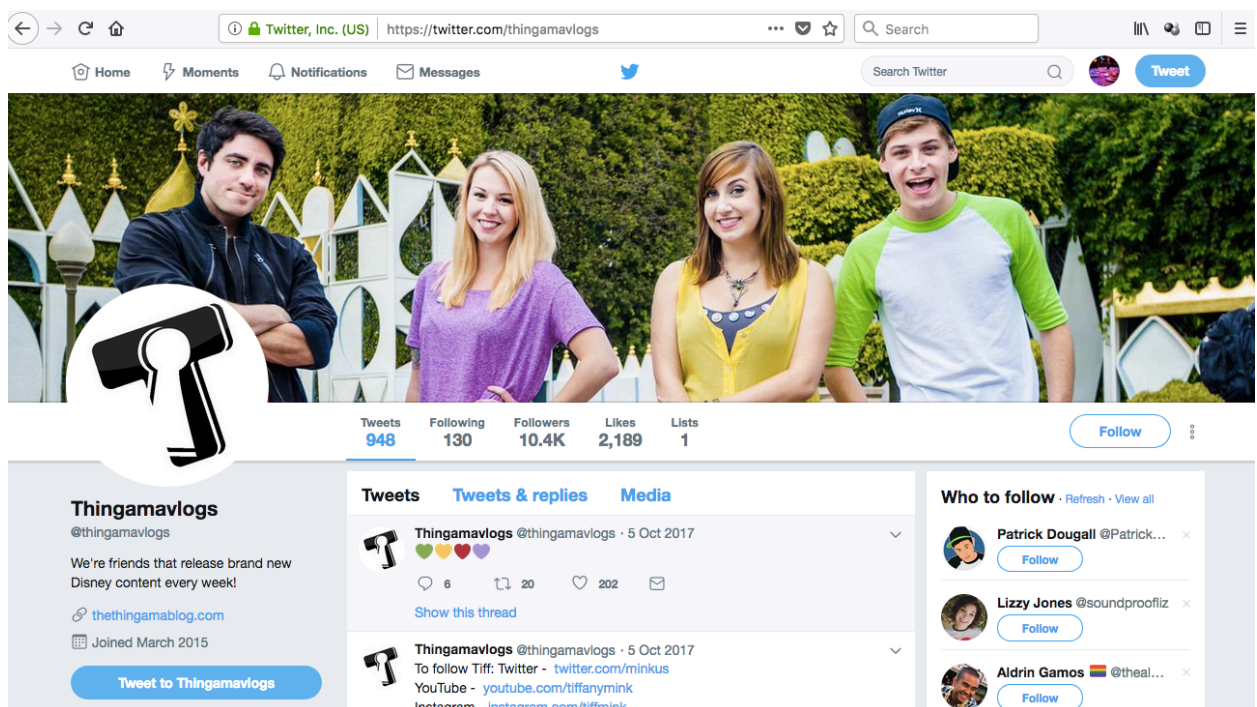 Twitter, Inc. (US) https://twitter.com/thingamavlogs Search
Home Moments Notifications Messages Search Twitter Tweet
Tweets Following Followers Likes Lists
948 130 10.4K 2,189 1
Follow
Thingamavlogs
@thingamavlogs
We're friends that release brand new
Disney content every week!
thethingamablog.com
Joined March 2015
Tweet to Thingamavlogs
Tweets Tweets & replies Media
Thingamavlogs @thingamavlogs · 5 Oct 2017
6 20 202
Show this thread
Thingamavlogs @thingamavlogs · 5 Oct 2017
To follow Tiff: Twitter - twitter.com/minkus
YouTube - youtube.com/tiffanymink
Instagram - instagram.com/tiffmink
Who to follow · Refresh · View all
Patrick Dougall @Patrick...
Follow
Lizzy Jones @soundproofliz
Follow
Aldrin Gamos @theal...
Follow